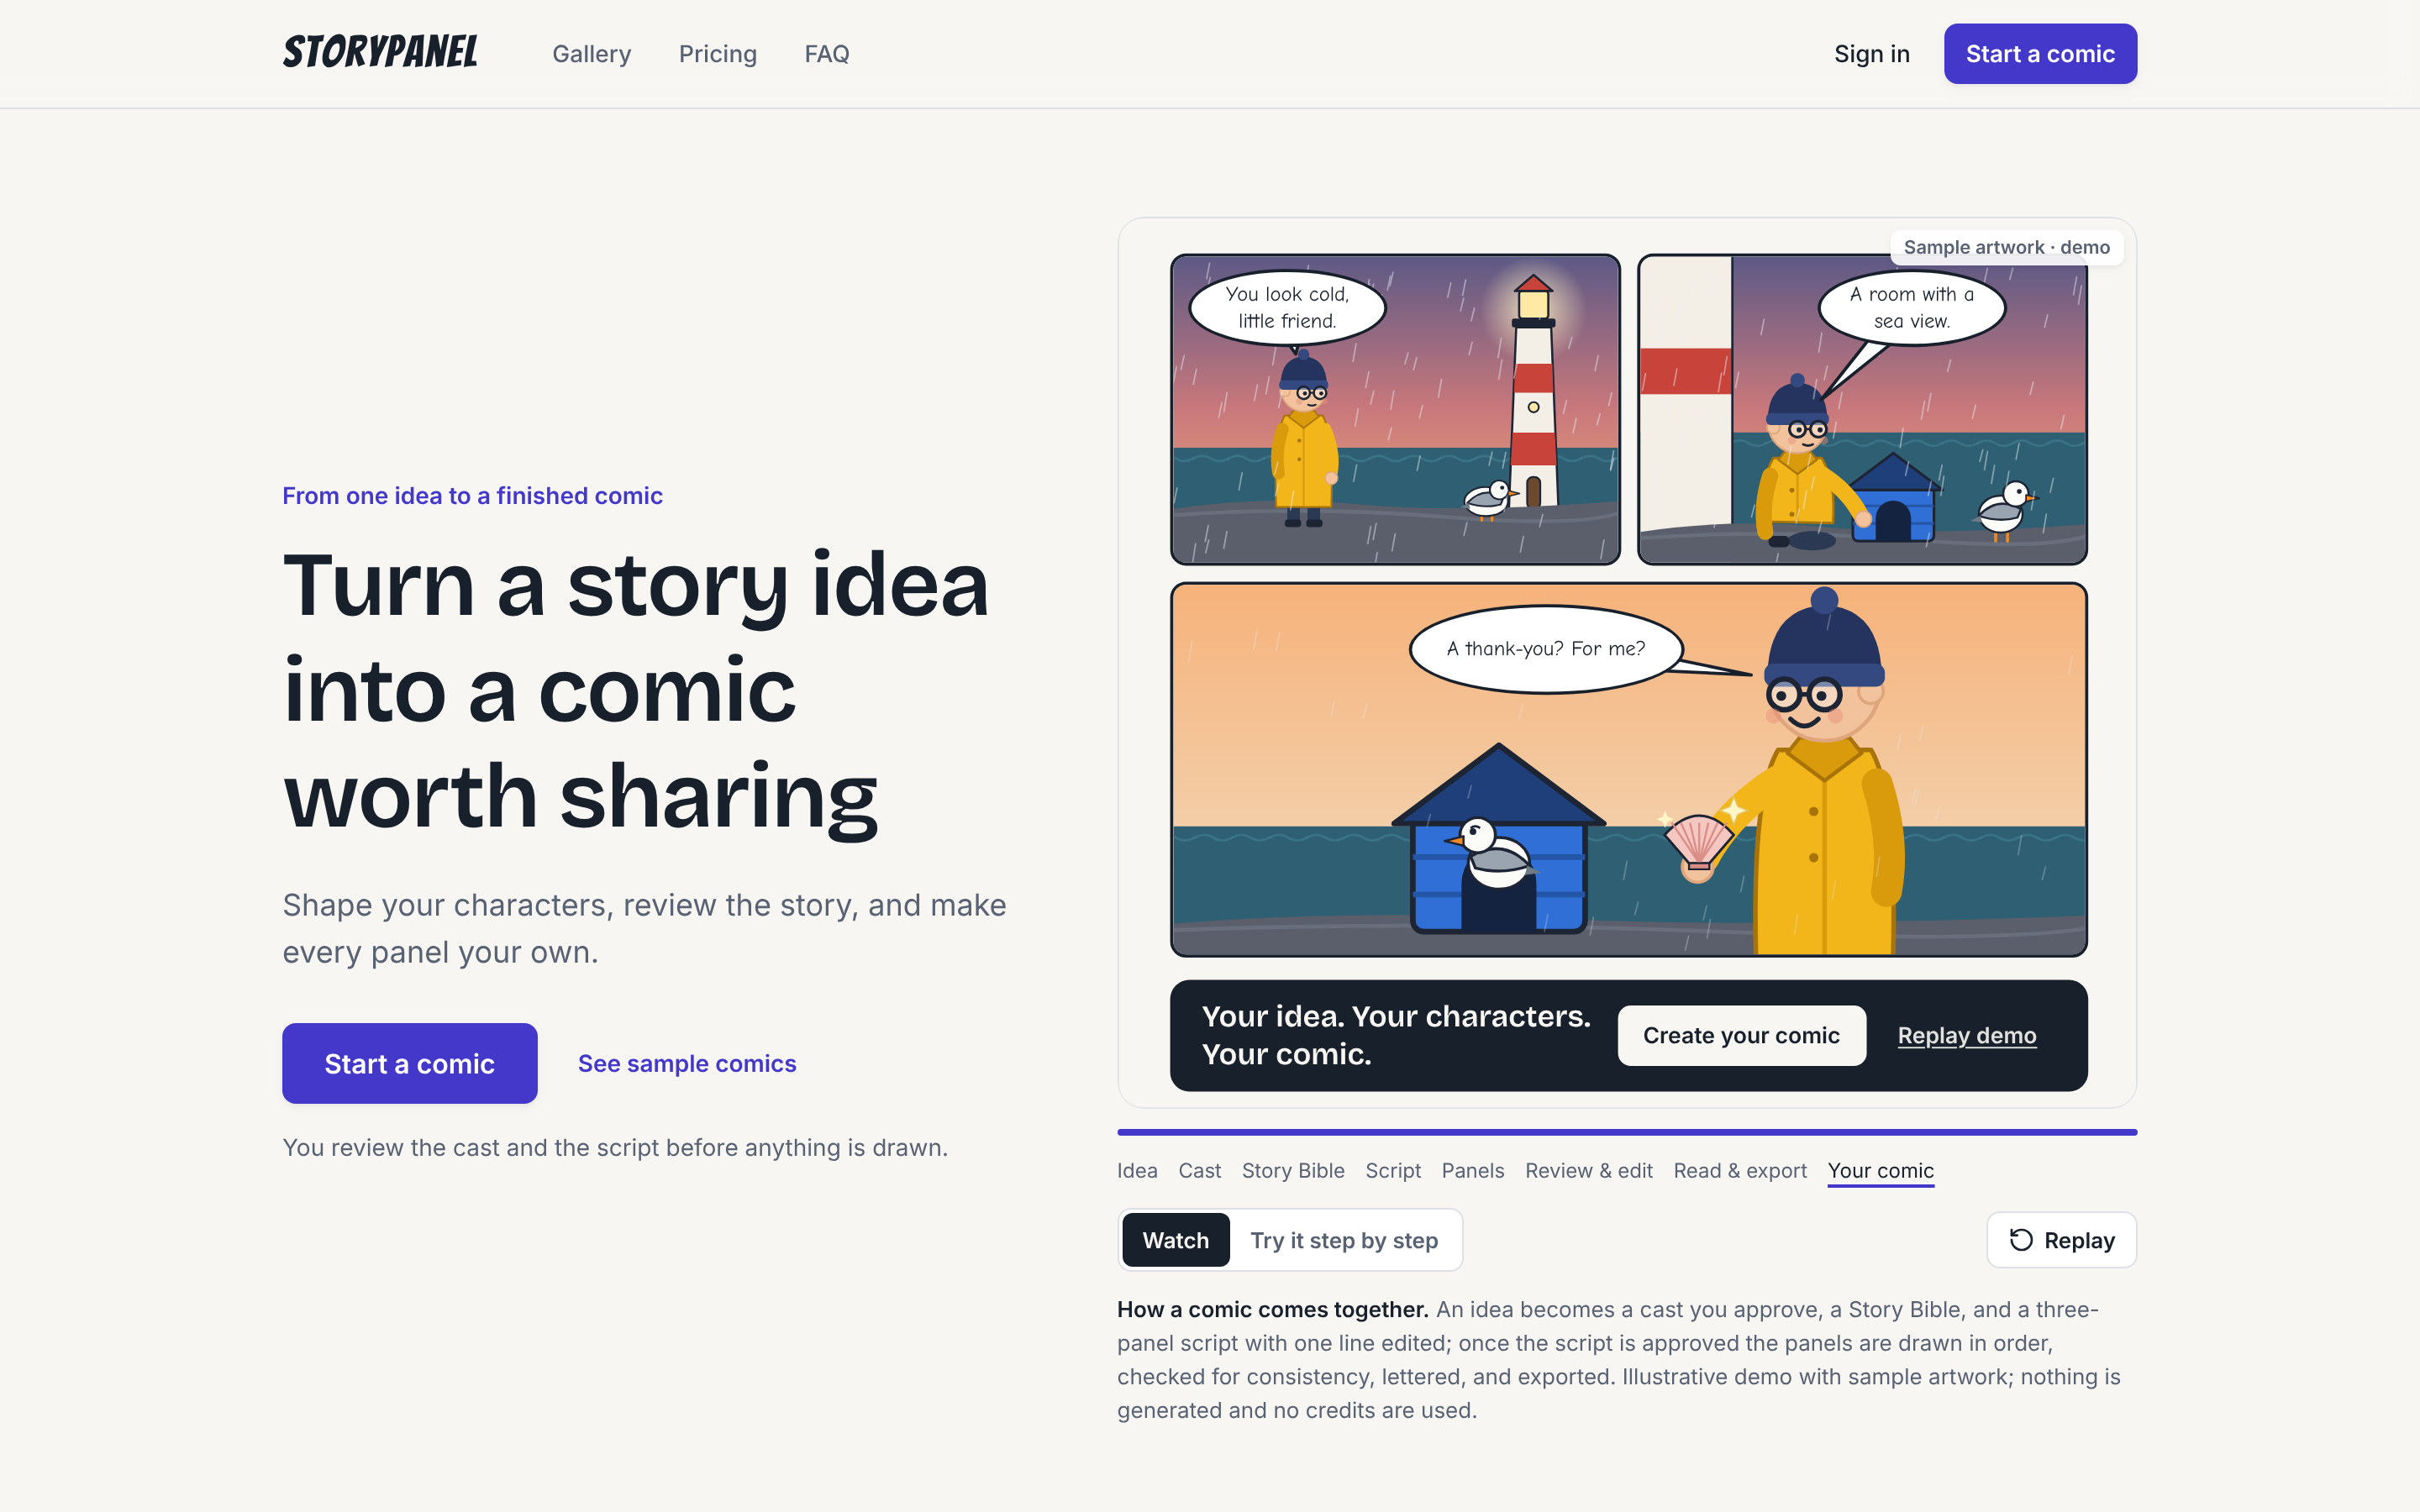 STORYPANEL
Gallery
Pricing
FAQ
Sign in
Start a comic
From one idea to a finished comic
Turn a story idea
into a comic
worth sharing
Shape your characters, review the story, and make
every panel your own.
Start a comic
See sample comics
You review the cast and the script before anything is drawn.
Sample artwork · demo
You look cold,
little friend.
A room with a
sea view.
A thank-you? For me?
Your idea. Your characters.
Your comic.
Create your comic
Replay demo
Idea
Cast
Story Bible
Script
Panels
Review & edit
Read & export
Your comic
Watch
Try it step by step
Replay
How a comic comes together. An idea becomes a cast you approve, a Story Bible, and a three-
panel script with one line edited; once the script is approved the panels are drawn in order,
checked for consistency, lettered, and exported. Illustrative demo with sample artwork; nothing is
generated and no credits are used.